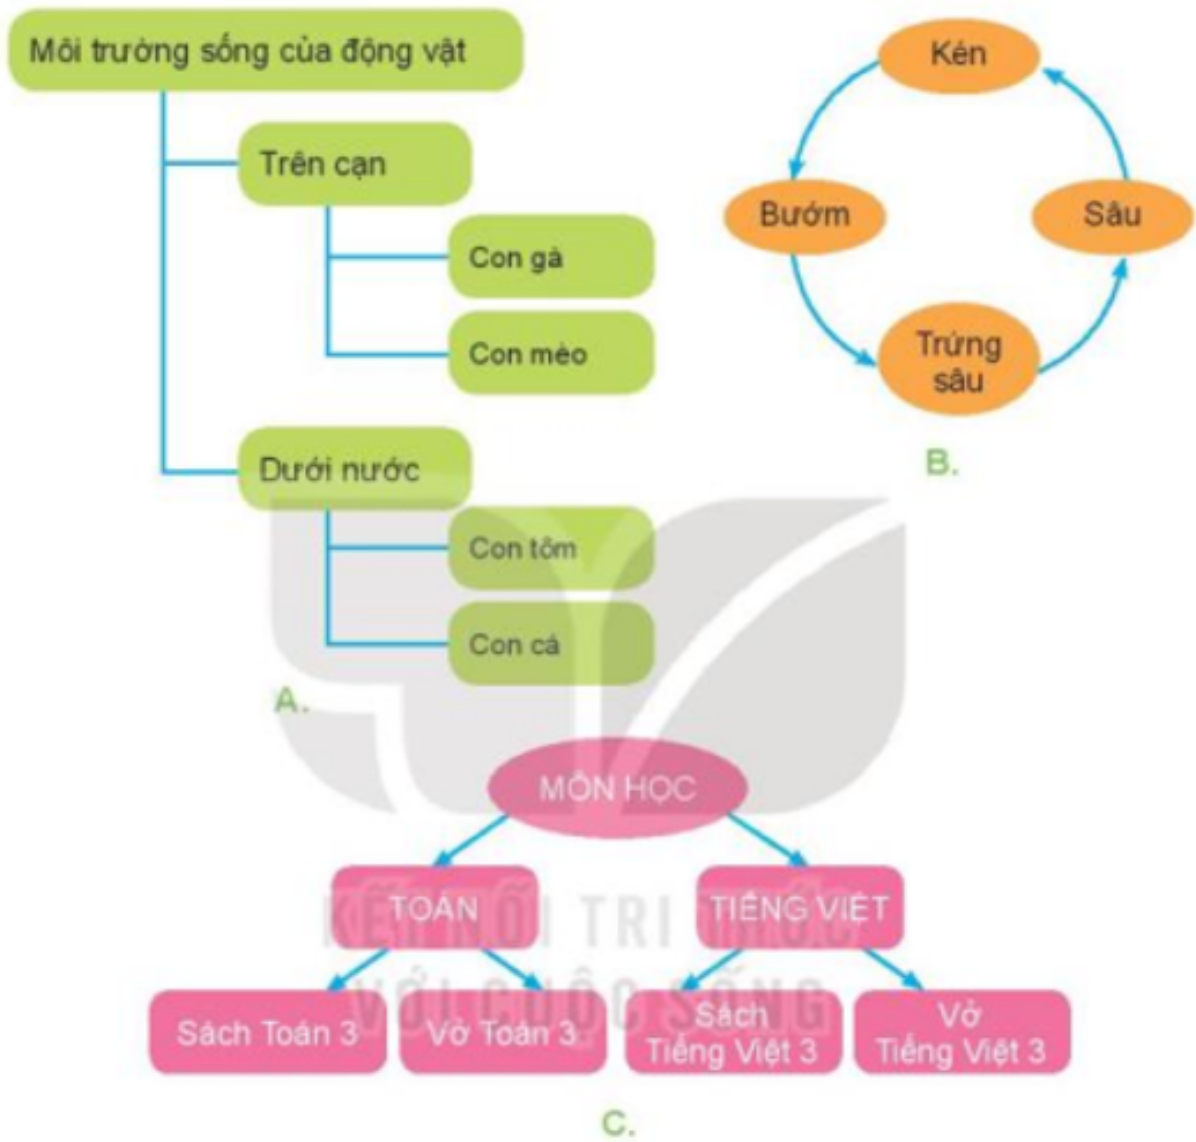 Môi trường sống của động vật
Trên cạn
Con gà
Con mèo
Dưới nước
Con tôm
Con cá
A.
Kén
Bướm
Sâu
Trứng
sâu
B.
MÔN HỌC
TOÁN
TIẾNG VIỆT
Sách Toán 3
Vở Toán 3
Sách
Tiếng Việt 3
Vở
Tiếng Việt 3
C.
KẾT NỐI TRI THỨC
VỚI CUỘC SỐNG